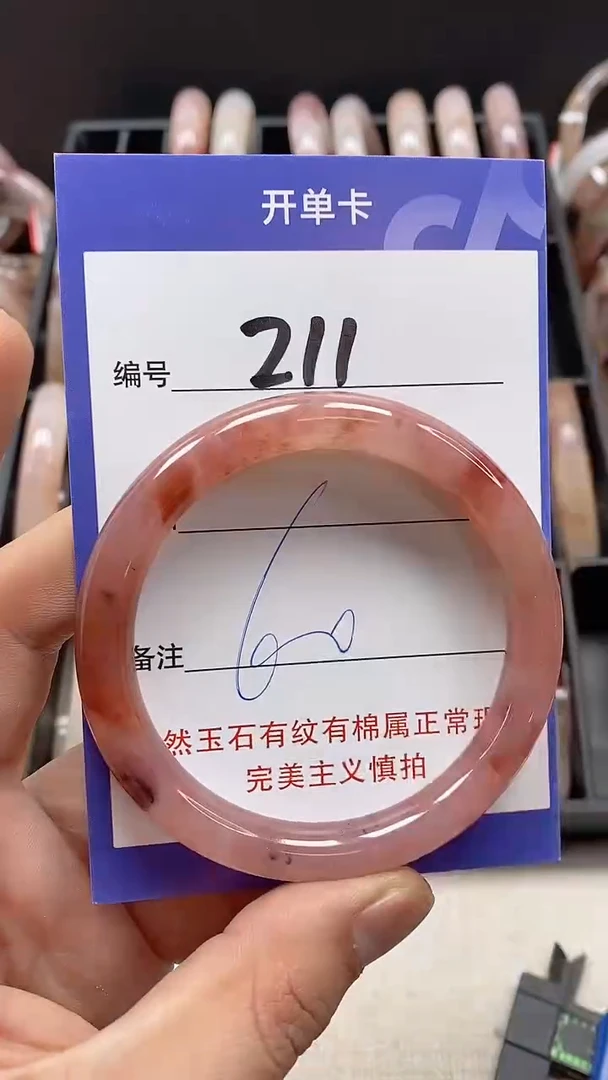 开单卡
编号 211
60
备注
然玉石有纹有棉属正常现
完美主义慎拍